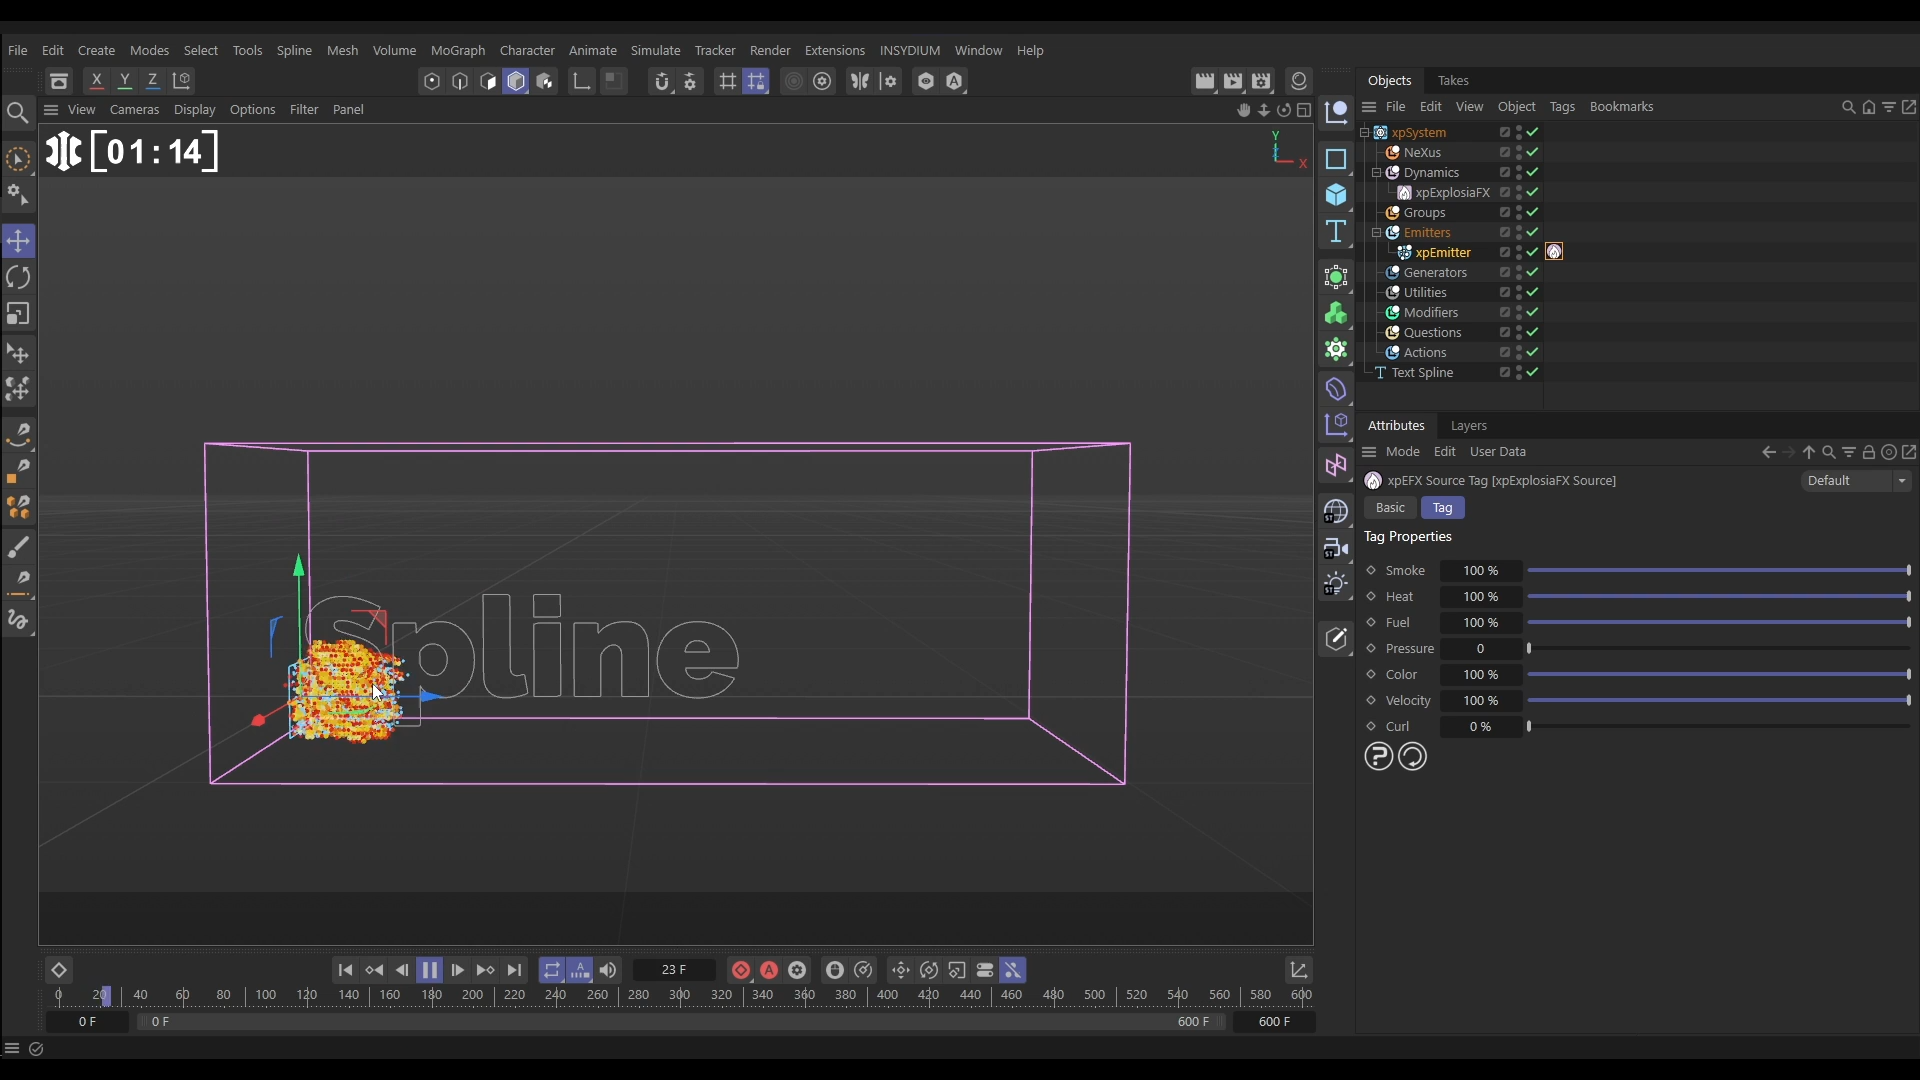 File Edit Create Modes Select Tools Spline Mesh Volume MoGraph Character Animate Simulate Tracker Render Extensions INSYDIUM Window Help
X Y Z
Objects Takes
View Cameras Display Options Filter Panel
File Edit View Object Tags Bookmarks
[01:14]
Y
Z
X
xpSystem
NeXus
Dynamics
xpExplosiaFX
Groups
Emitters
xpEmitter
Generators
Utilities
Modifiers
Questions
Actions
Text Spline
Attributes Layers
Mode Edit User Data
xpEFX Source Tag [xpExplosiaFX Source] Default
Basic Tag
Tag Properties
Smoke 100 %
Heat 100 %
Fuel 100 %
Pressure 0
Color 100 %
Velocity 100 %
Curl 0 %
Spline
23 F
0 20 40 60 80 100 120 140 160 180 200 220 240 260 280 300 320 340 360 380 400 420 440 460 480 500 520 540 560 580 600
0 F 0 F 600 F 600 F